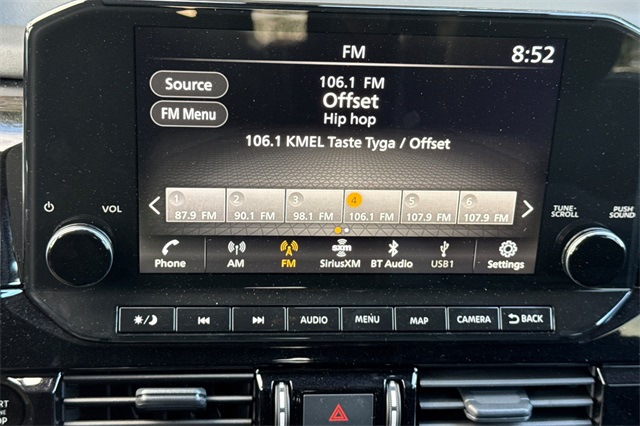 FM 8:52
Source 106.1 FM
Offset
FM Menu Hip hop
106.1 KMEL Taste Tyga / Offset
1 2 3 4 5 6
87.9 FM 90.1 FM 98.1 FM 106.1 FM 107.9 FM 107.9 FM
VOL
TUNE-
SCROLL
PUSH
SOUND
sxm
Phone AM FM SiriusXM BT Audio USB1 Settings
AUDIO MENU MAP CAMERA BACK